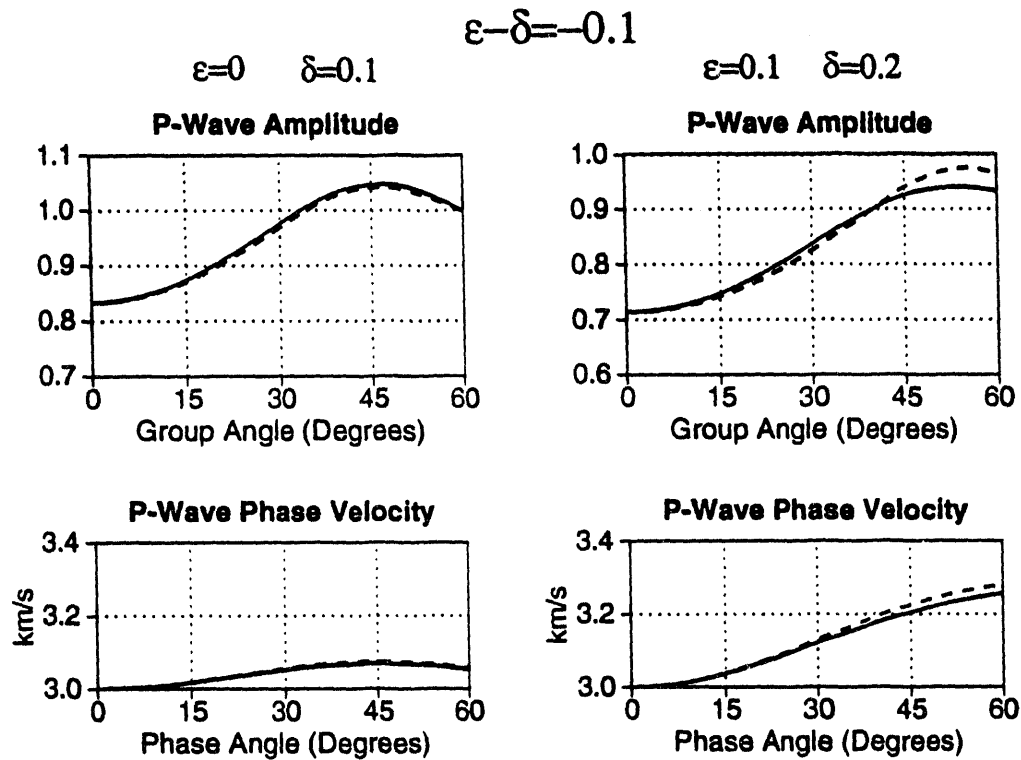 ε−δ=−0.1
ε=0 δ=0.1
P-Wave Amplitude
1.1
1.0
0.9
0.8
0.7
0 15 30 45 60
Group Angle (Degrees)
ε=0.1 δ=0.2
P-Wave Amplitude
1.0
0.9
0.8
0.7
0.6
0 15 30 45 60
Group Angle (Degrees)
P-Wave Phase Velocity
km/s
3.4
3.2
3.0
0 15 30 45 60
Phase Angle (Degrees)
P-Wave Phase Velocity
km/s
3.4
3.2
3.0
0 15 30 45 60
Phase Angle (Degrees)